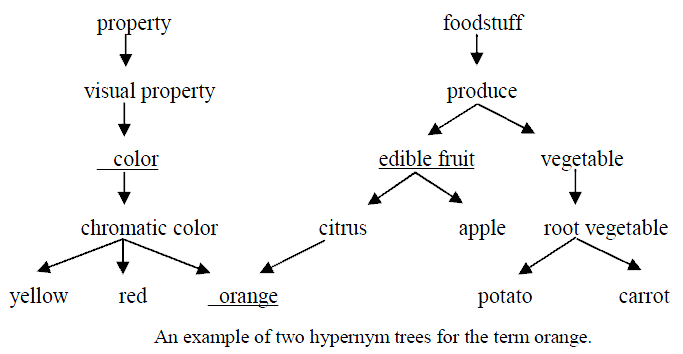 property foodstuff
visual property produce
color edible fruit vegetable
chromatic color citrus apple root vegetable
yellow red orange potato carrot
An example of two hypernym trees for the term orange.